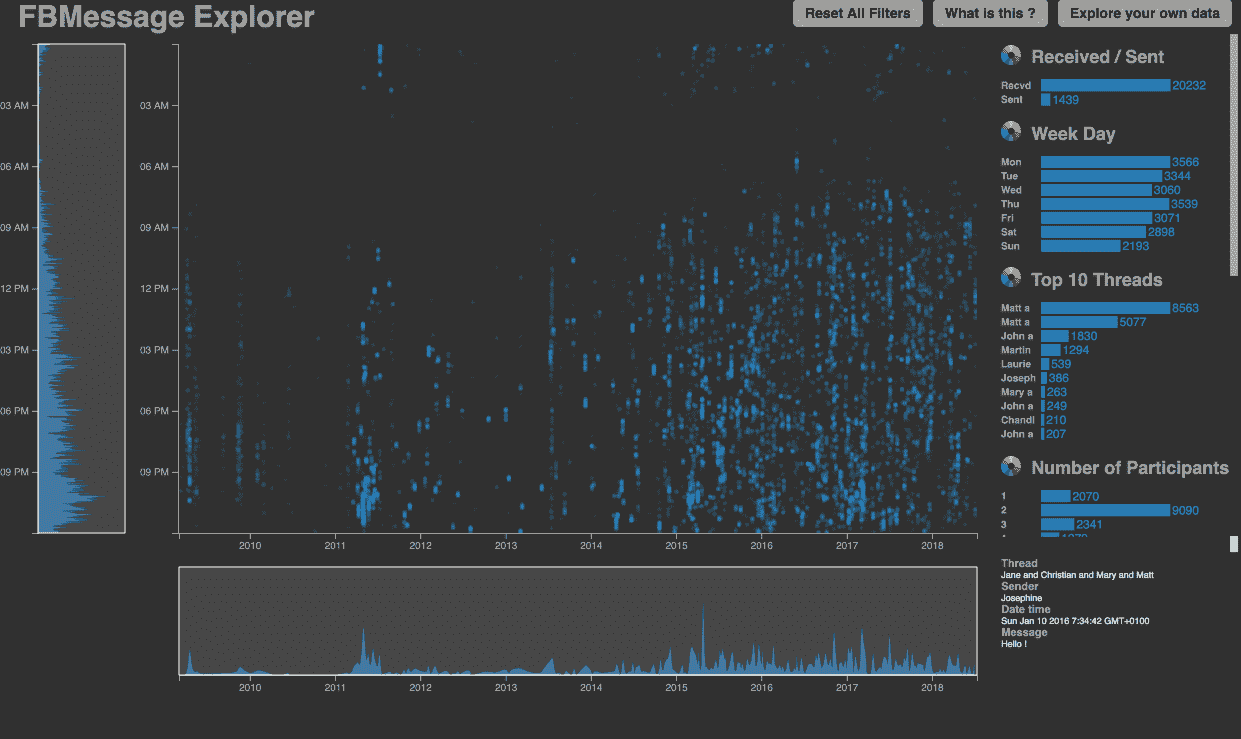 FBMessage Explorer
Reset All Filters
What is this ?
Explore your own data
03 AM
06 AM
09 AM
12 PM
03 PM
06 PM
09 PM
03 AM
06 AM
09 AM
12 PM
03 PM
06 PM
09 PM
2010 2011 2012 2013 2014 2015 2016 2017 2018
2010 2011 2012 2013 2014 2015 2016 2017 2018
Received / Sent
Recvd 20232
Sent 1439
Week Day
Mon 3566
Tue 3344
Wed 3060
Thu 3539
Fri 3071
Sat 2898
Sun 2193
Top 10 Threads
Matt a 8563
Matt a 5077
John a 1830
Martin 1294
Laurie 539
Joseph 386
Mary a 263
John a 249
Chandl 210
John a 207
Number of Participants
1 2070
2 9090
3 2341
Thread
Jane and Christian and Mary and Matt
Sender
Josephine
Date time
Sun Jan 10 2016 7:34:42 GMT+0100
Message
Hello !